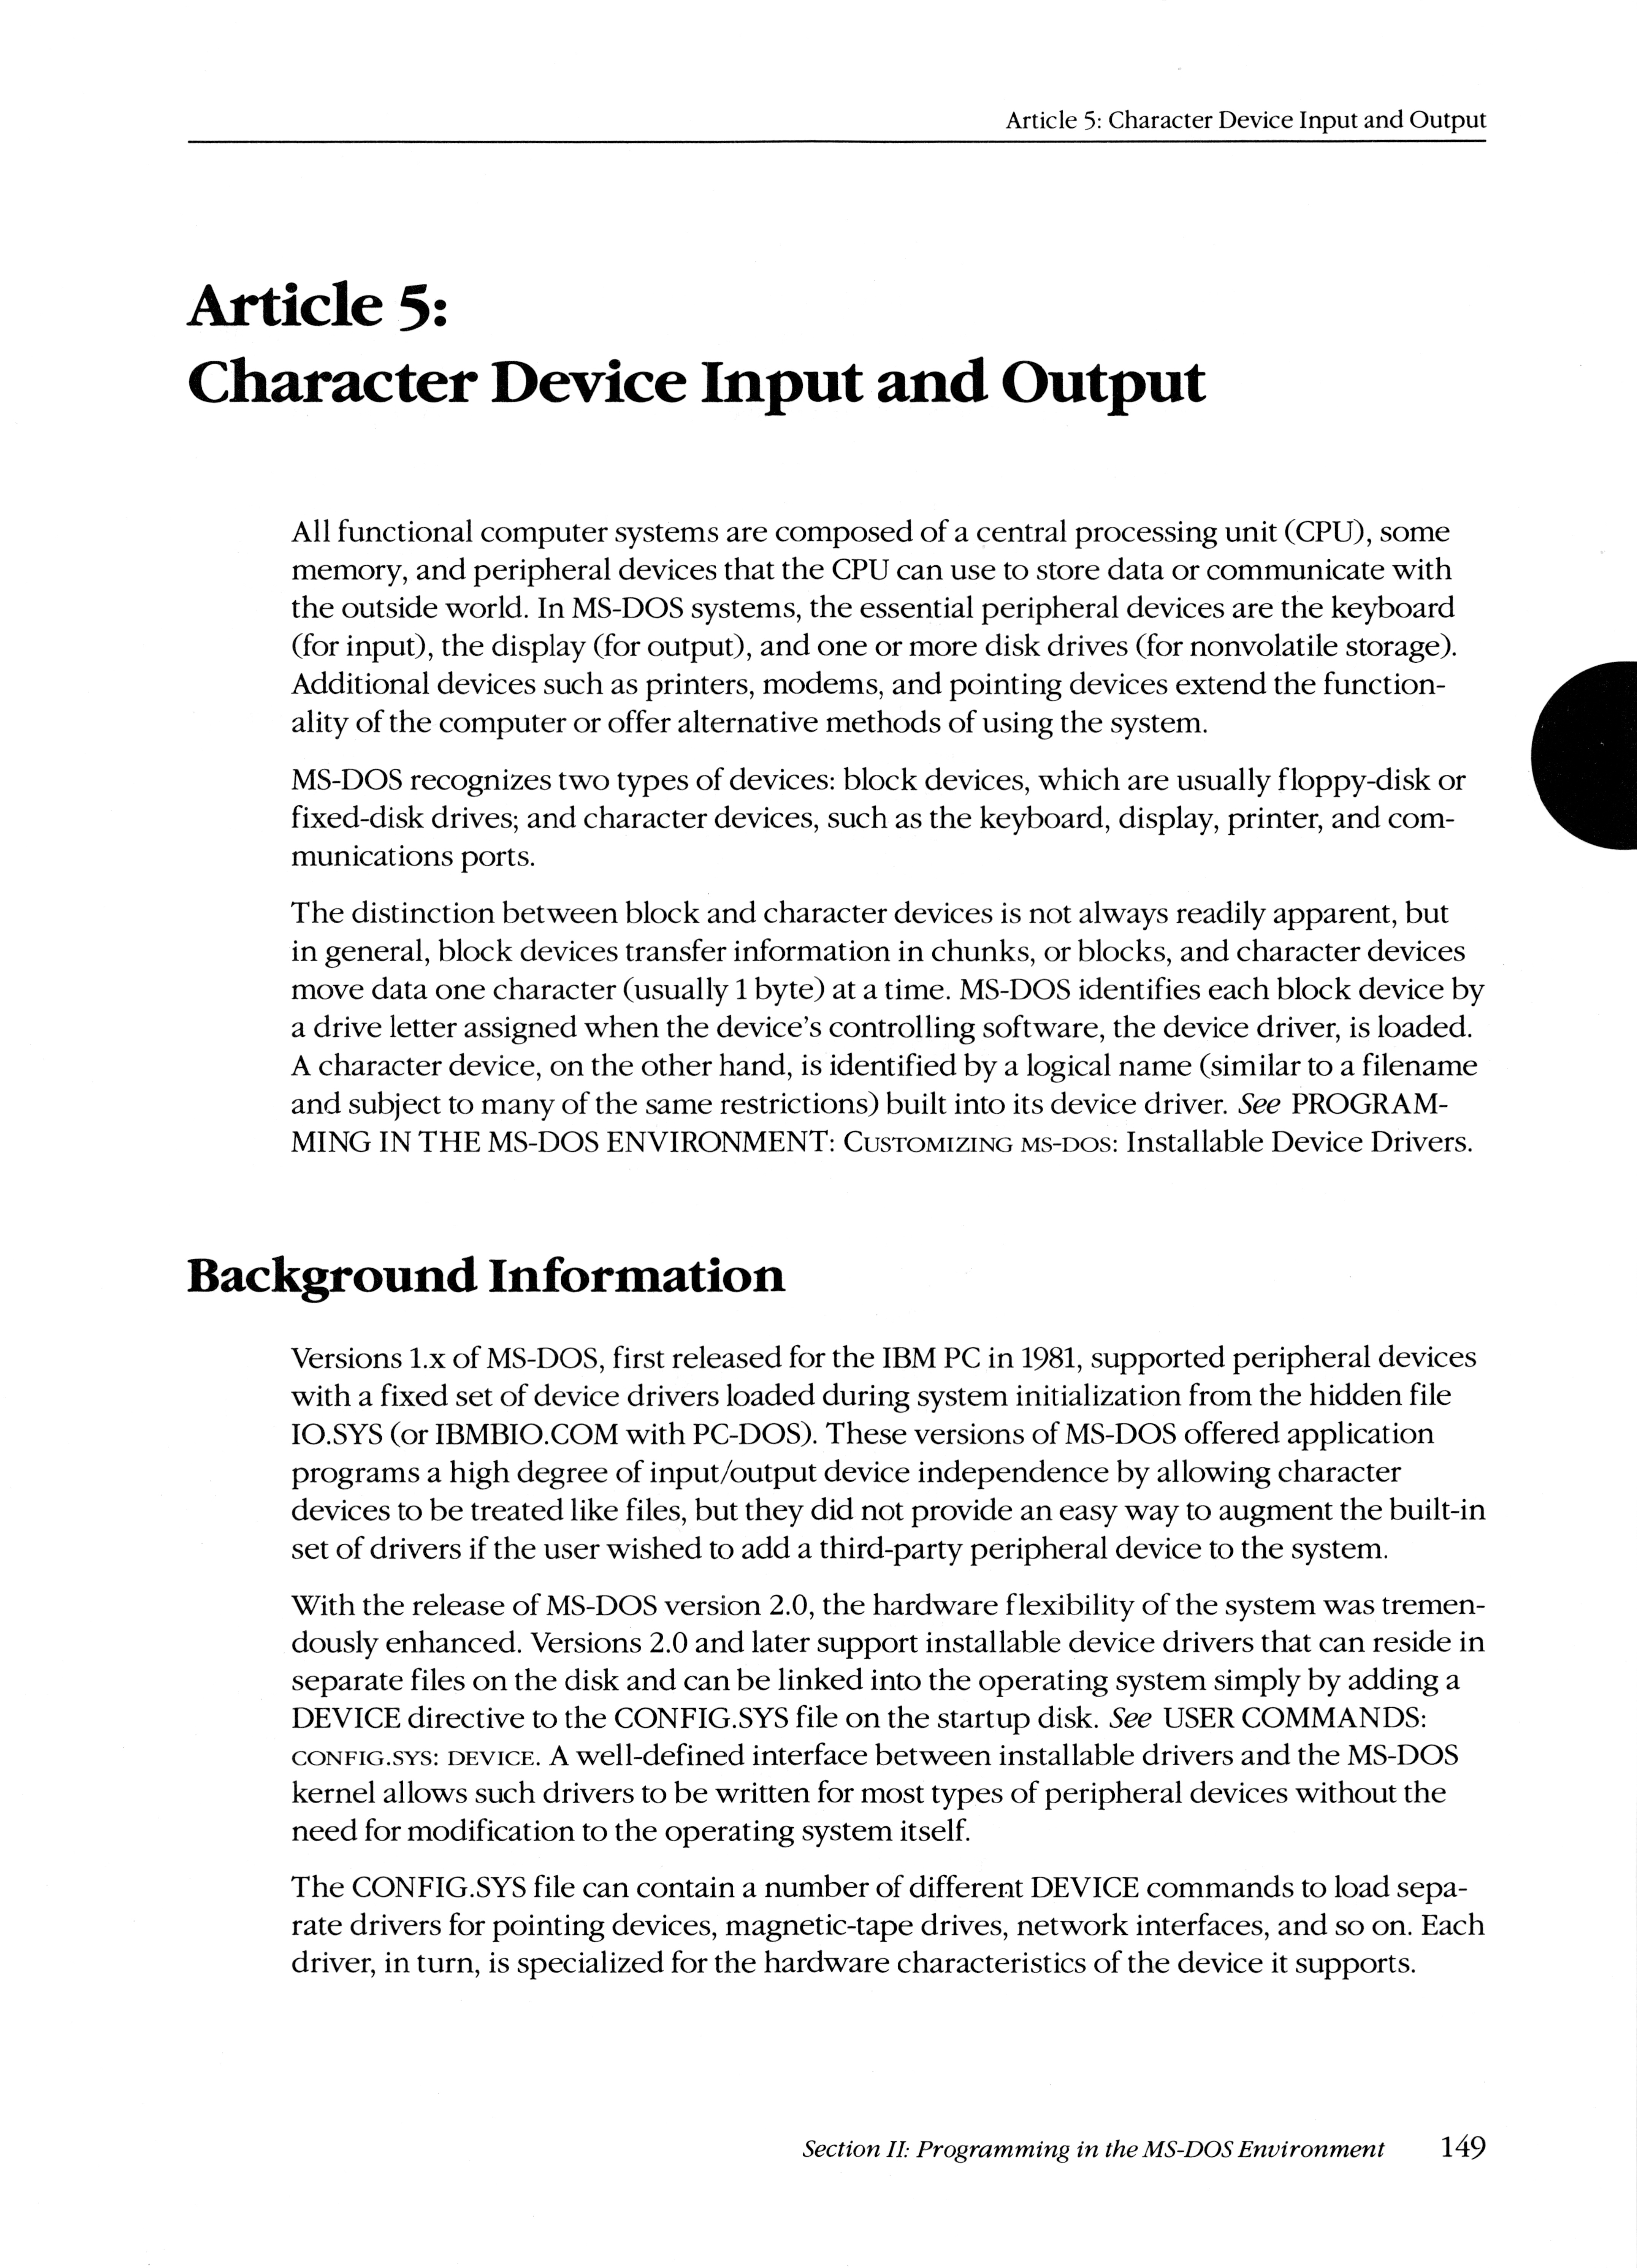 Article 5: Character Device Input and Output
Article 5:
Character Device Input and Output
All functional computer systems are composed of a central processing unit (CPU), some
memory, and peripheral devices that the CPU can use to store data or communicate with
the outside world. In MS-DOS systems, the essential peripheral devices are the keyboard
(for input), the display (for output), and one or more disk drives (for nonvolatile storage).
Additional devices such as printers, modems, and pointing devices extend the function-
ality of the computer or offer alternative methods of using the system.
MS-DOS recognizes two types of devices: block devices, which are usually floppy-disk or
fixed-disk drives; and character devices, such as the keyboard, display, printer, and com-
munications ports.
The distinction between block and character devices is not always readily apparent, but
in general, block devices transfer information in chunks, or blocks, and character devices
move data one character (usually 1 byte) at a time. MS-DOS identifies each block device by
a drive letter assigned when the device's controlling software, the device driver, is loaded.
A character device, on the other hand, is identified by a logical name (similar to a filename
and subject to many of the same restrictions) built into its device driver. See PROGRAM-
MING IN THE MS-DOS ENVIRONMENT: CUSTOMIZING MS-DOS: Installable Device Drivers.
Background Information
Versions 1.x of MS-DOS, first released for the IBM PC in 1981, supported peripheral devices
with a fixed set of device drivers loaded during system initialization from the hidden file
IO.SYS (or IBMBIO.COM with PC-DOS). These versions of MS-DOS offered application
programs a high degree of input/output device independence by allowing character
devices to be treated like files, but they did not provide an easy way to augment the built-in
set of drivers if the user wished to add a third-party peripheral device to the system.
With the release of MS-DOS version 2.0, the hardware flexibility of the system was tremen-
dously enhanced. Versions 2.0 and later support installable device drivers that can reside in
separate files on the disk and can be linked into the operating system simply by adding a
DEVICE directive to the CONFIG.SYS file on the startup disk. See USER COMMANDS:
CONFIG.SYS: DEVICE. A well-defined interface between installable drivers and the MS-DOS
kernel allows such drivers to be written for most types of peripheral devices without the
need for modification to the operating system itself.
The CONFIG.SYS file can contain a number of different DEVICE commands to load sepa-
rate drivers for pointing devices, magnetic-tape drives, network interfaces, and so on. Each
driver, in turn, is specialized for the hardware characteristics of the device it supports.
Section II: Programming in the MS-DOS Environment 149